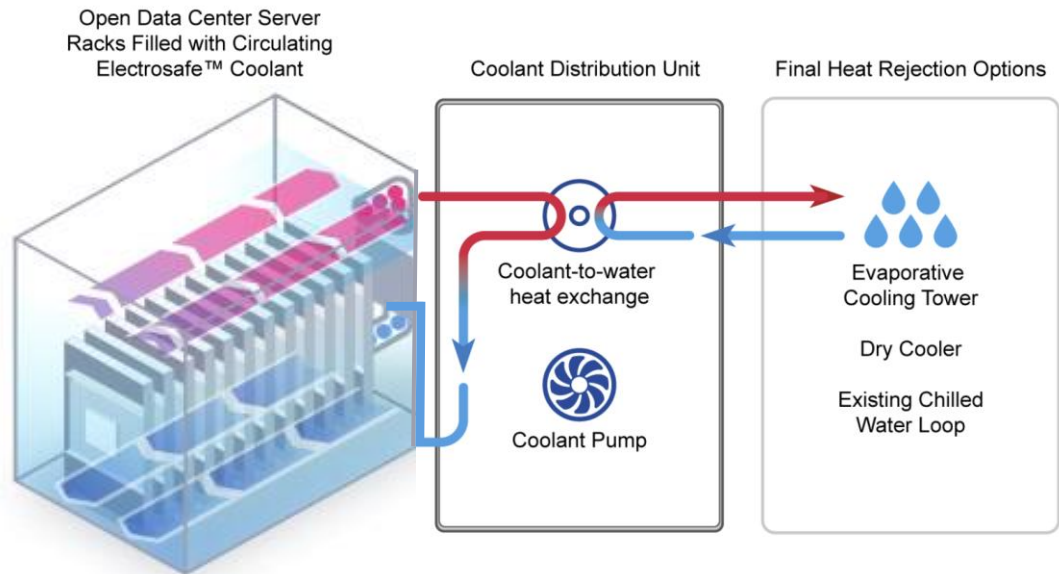 Open Data Center Server
Racks Filled with Circulating
Electrosafe™ Coolant
Coolant Distribution Unit
Final Heat Rejection Options
Coolant-to-water
heat exchange
Coolant Pump
Evaporative
Cooling Tower
Dry Cooler
Existing Chilled
Water Loop